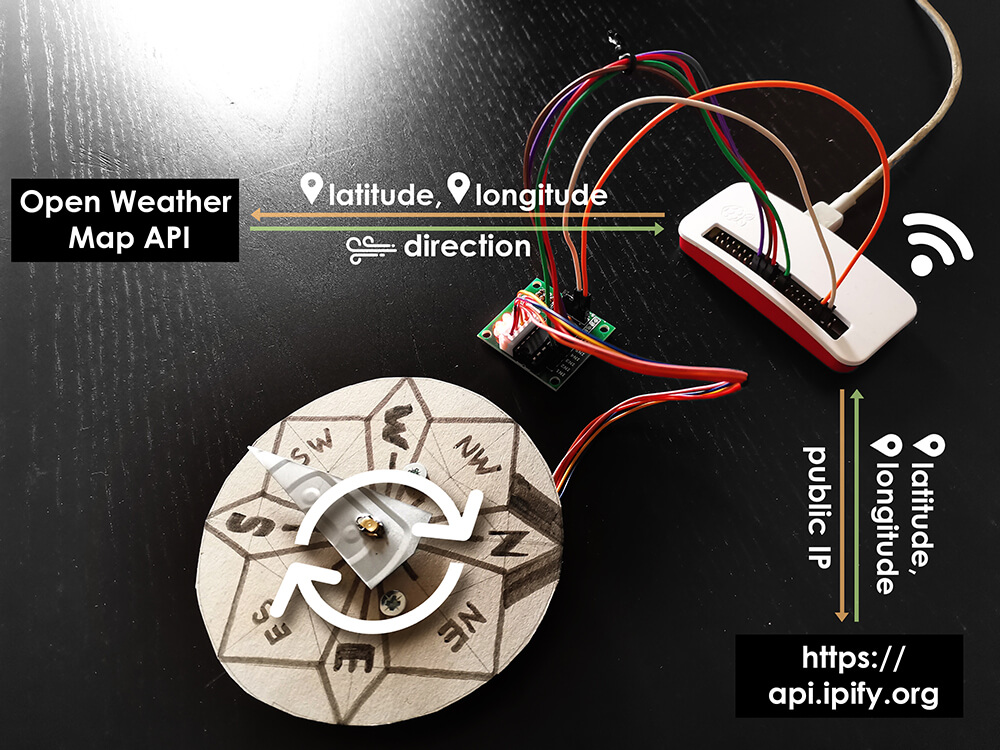 Open Weather
Map API
latitude, longitude
direction
public IP
latitude,
longitude
https://
api.ipify.org
W
NW
N
NE
E
SE
S
SW